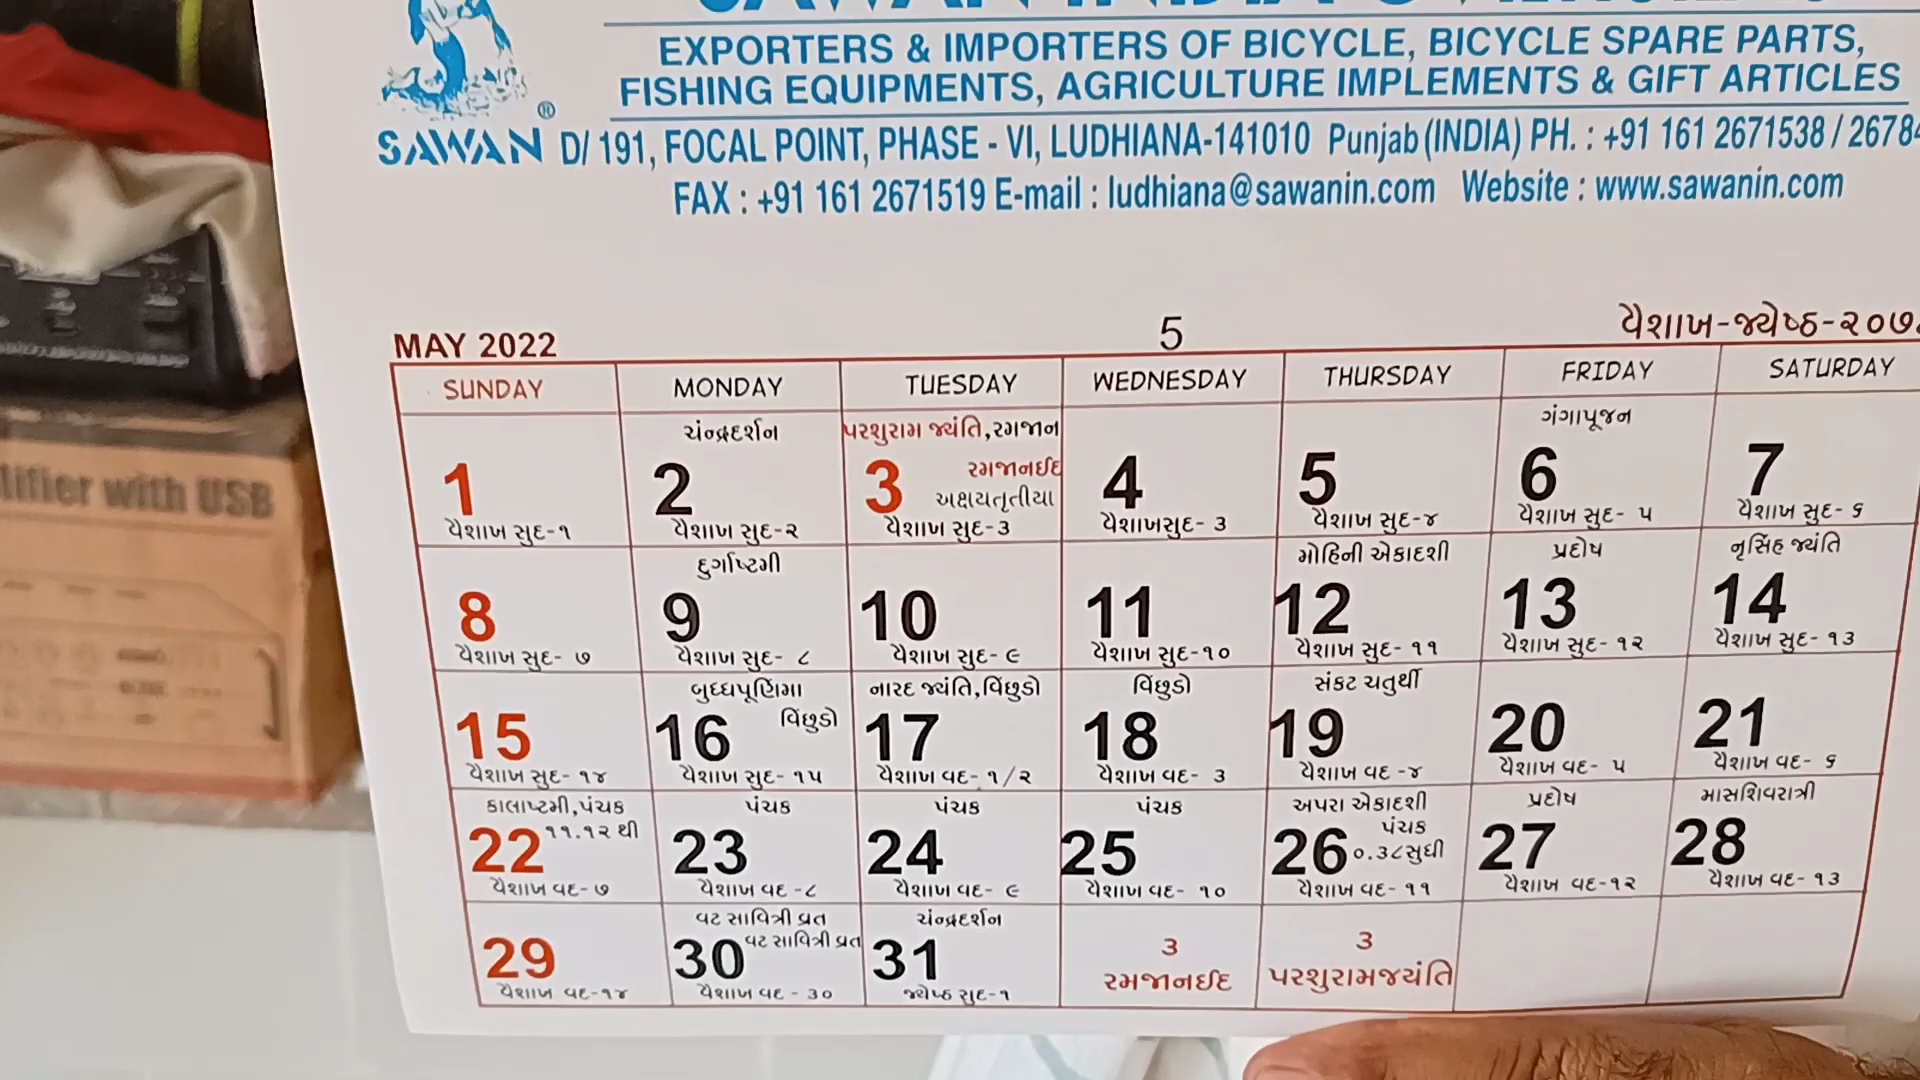 EXPORTERS & IMPORTERS OF BICYCLE, BICYCLE SPARE PARTS,
FISHING EQUIPMENTS, AGRICULTURE IMPLEMENTS & GIFT ARTICLES
®
SAWAN D/ 191, FOCAL POINT, PHASE - VI, LUDHIANA-141010 Punjab (INDIA) PH. : +91 161 2671538 / 2678
FAX : +91 161 2671519 E-mail : ludhiana@sawanin.com Website : www.sawanin.com
MAY 2022 5 વૈશાખ-જ્યેષ્ઠ-૨૦૭
SUNDAY MONDAY TUESDAY WEDNESDAY THURSDAY FRIDAY SATURDAY
ચંન્દ્રદર્શન પરશુરામ જ્યંતિ,રમજાન ગંગાપૂજન
રમજાનઈદ
1 2 3 4 5 6 7
અક્ષયતૃતીયા
વૈશાખ સુદ-૧ વૈશાખ સુદ-૨ વૈશાખ સુદ-૩ વૈશાખસુદ- ૩ વૈશાખ સુદ-૪ વૈશાખ સુદ- ૫ વૈશાખ સુદ- ૬
દુર્ગાષ્ટમી મોહિની એકાદશી પ્રદોષ નૃસિંહ જ્યંતિ
8 9 10 11 12 13 14
વૈશાખ સુદ- ૭ વૈશાખ સુદ- ૮ વૈશાખ સુદ- ૯ વૈશાખ સુદ-૧૦ વૈશાખ સુદ- ૧૧ વૈશાખ સુદ- ૧૨ વૈશાખ સુદ- ૧૩
બુધ્ધપૂર્ણિમા નારદ જ્યંતિ,વિંછુડો વિંછુડો સંકટ ચતુર્થી
વિંછુડો
15 16 17 18 19 20 21
વૈશાખ સુદ- ૧૪ વૈશાખ સુદ- ૧૫ વૈશાખ વદ- ૧/૨ વૈશાખ વદ- ૩ વૈશાખ વદ -૪ વૈશાખ વદ- ૫ વૈશાખ વદ- ૬
કાલાષ્ટમી,પંચક પંચક પંચક પંચક અપરા એકાદશી પ્રદોષ માસશિવરાત્રી
૧૧.૧૨ થી પંચક
22 23 24 25 26 ૦.૩૮સુધી 27 28
વૈશાખ વદ-૭ વૈશાખ વદ -૮ વૈશાખ વદ- ૯ વૈશાખ વદ- ૧૦ વૈશાખ વદ- ૧૧ વૈશાખ વદ-૧૨ વૈશાખ વદ- ૧૩
વટ સાવિત્રી વ્રત ચંન્દ્રદર્શન
વટ સાવિત્રી વ્રત ૩ ૩
29 30 31 રમજાનઈદ પરશુરામજયંતિ
વૈશાખ વદ-૧૪ વૈશાખ વદ - ૩૦ જ્યેષ્ઠ સુદ-૧
lifier with USB